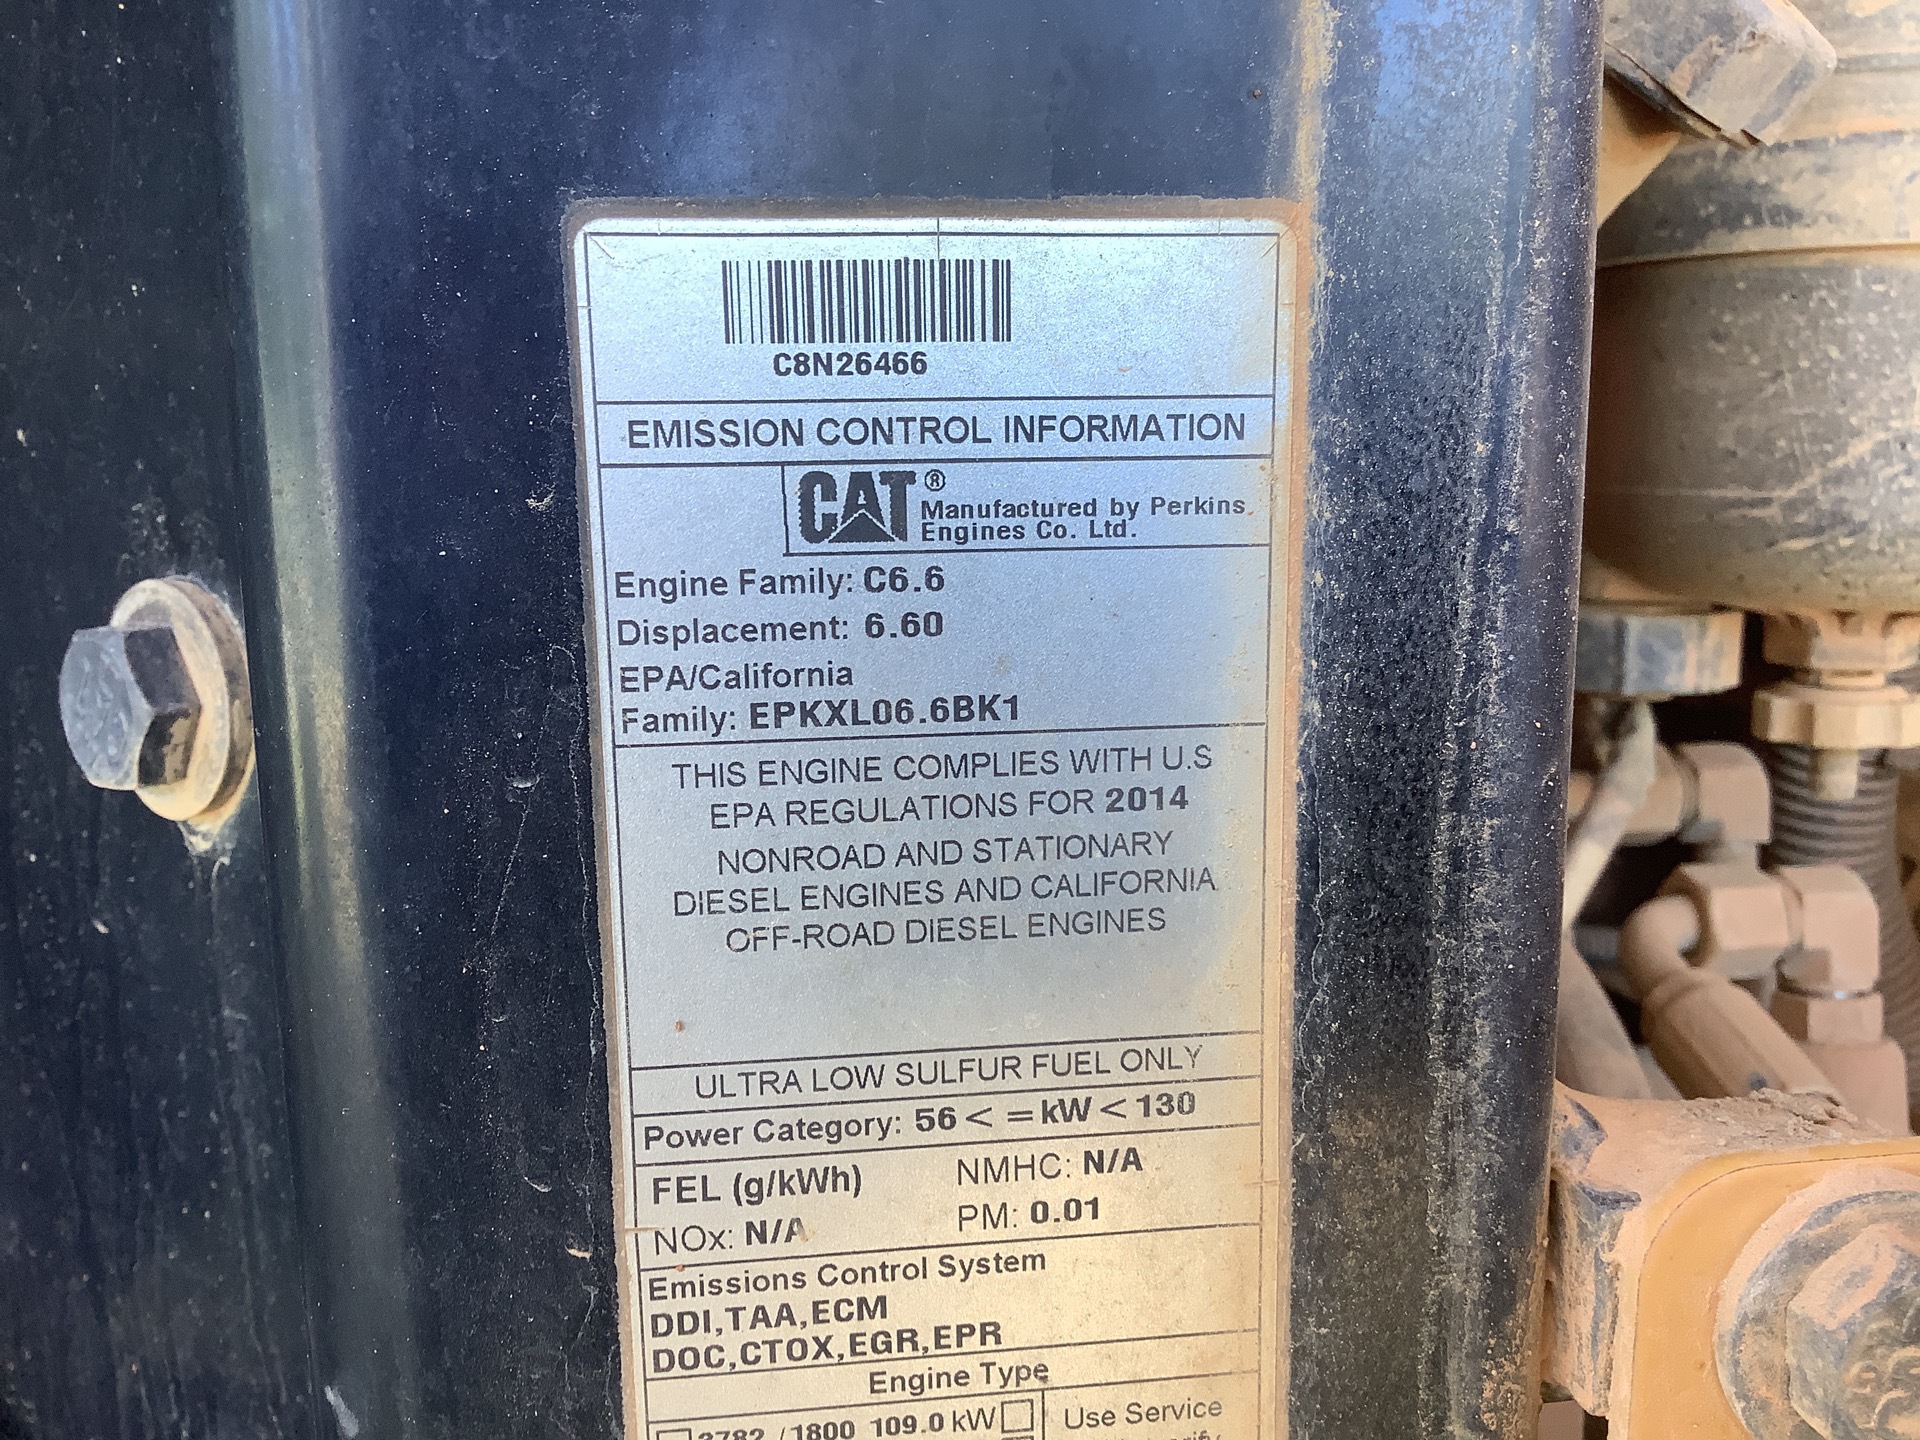 C8N26466
EMISSION CONTROL INFORMATION
CAT®
Manufactured by Perkins
Engines Co. Ltd.
Engine Family: C6.6
Displacement: 6.60
EPA/California
Family: EPKXL06.6BK1
THIS ENGINE COMPLIES WITH U.S
EPA REGULATIONS FOR 2014
NONROAD AND STATIONARY
DIESEL ENGINES AND CALIFORNIA
OFF-ROAD DIESEL ENGINES
ULTRA LOW SULFUR FUEL ONLY
Power Category: 56 < = kW < 130
FEL (g/kWh) NMHC: N/A
NOx: N/A PM: 0.01
Emissions Control System
DDI,TAA,ECM
DOC,CTOX,EGR,EPR
Engine Type
/1800 109.0 kW Use Service